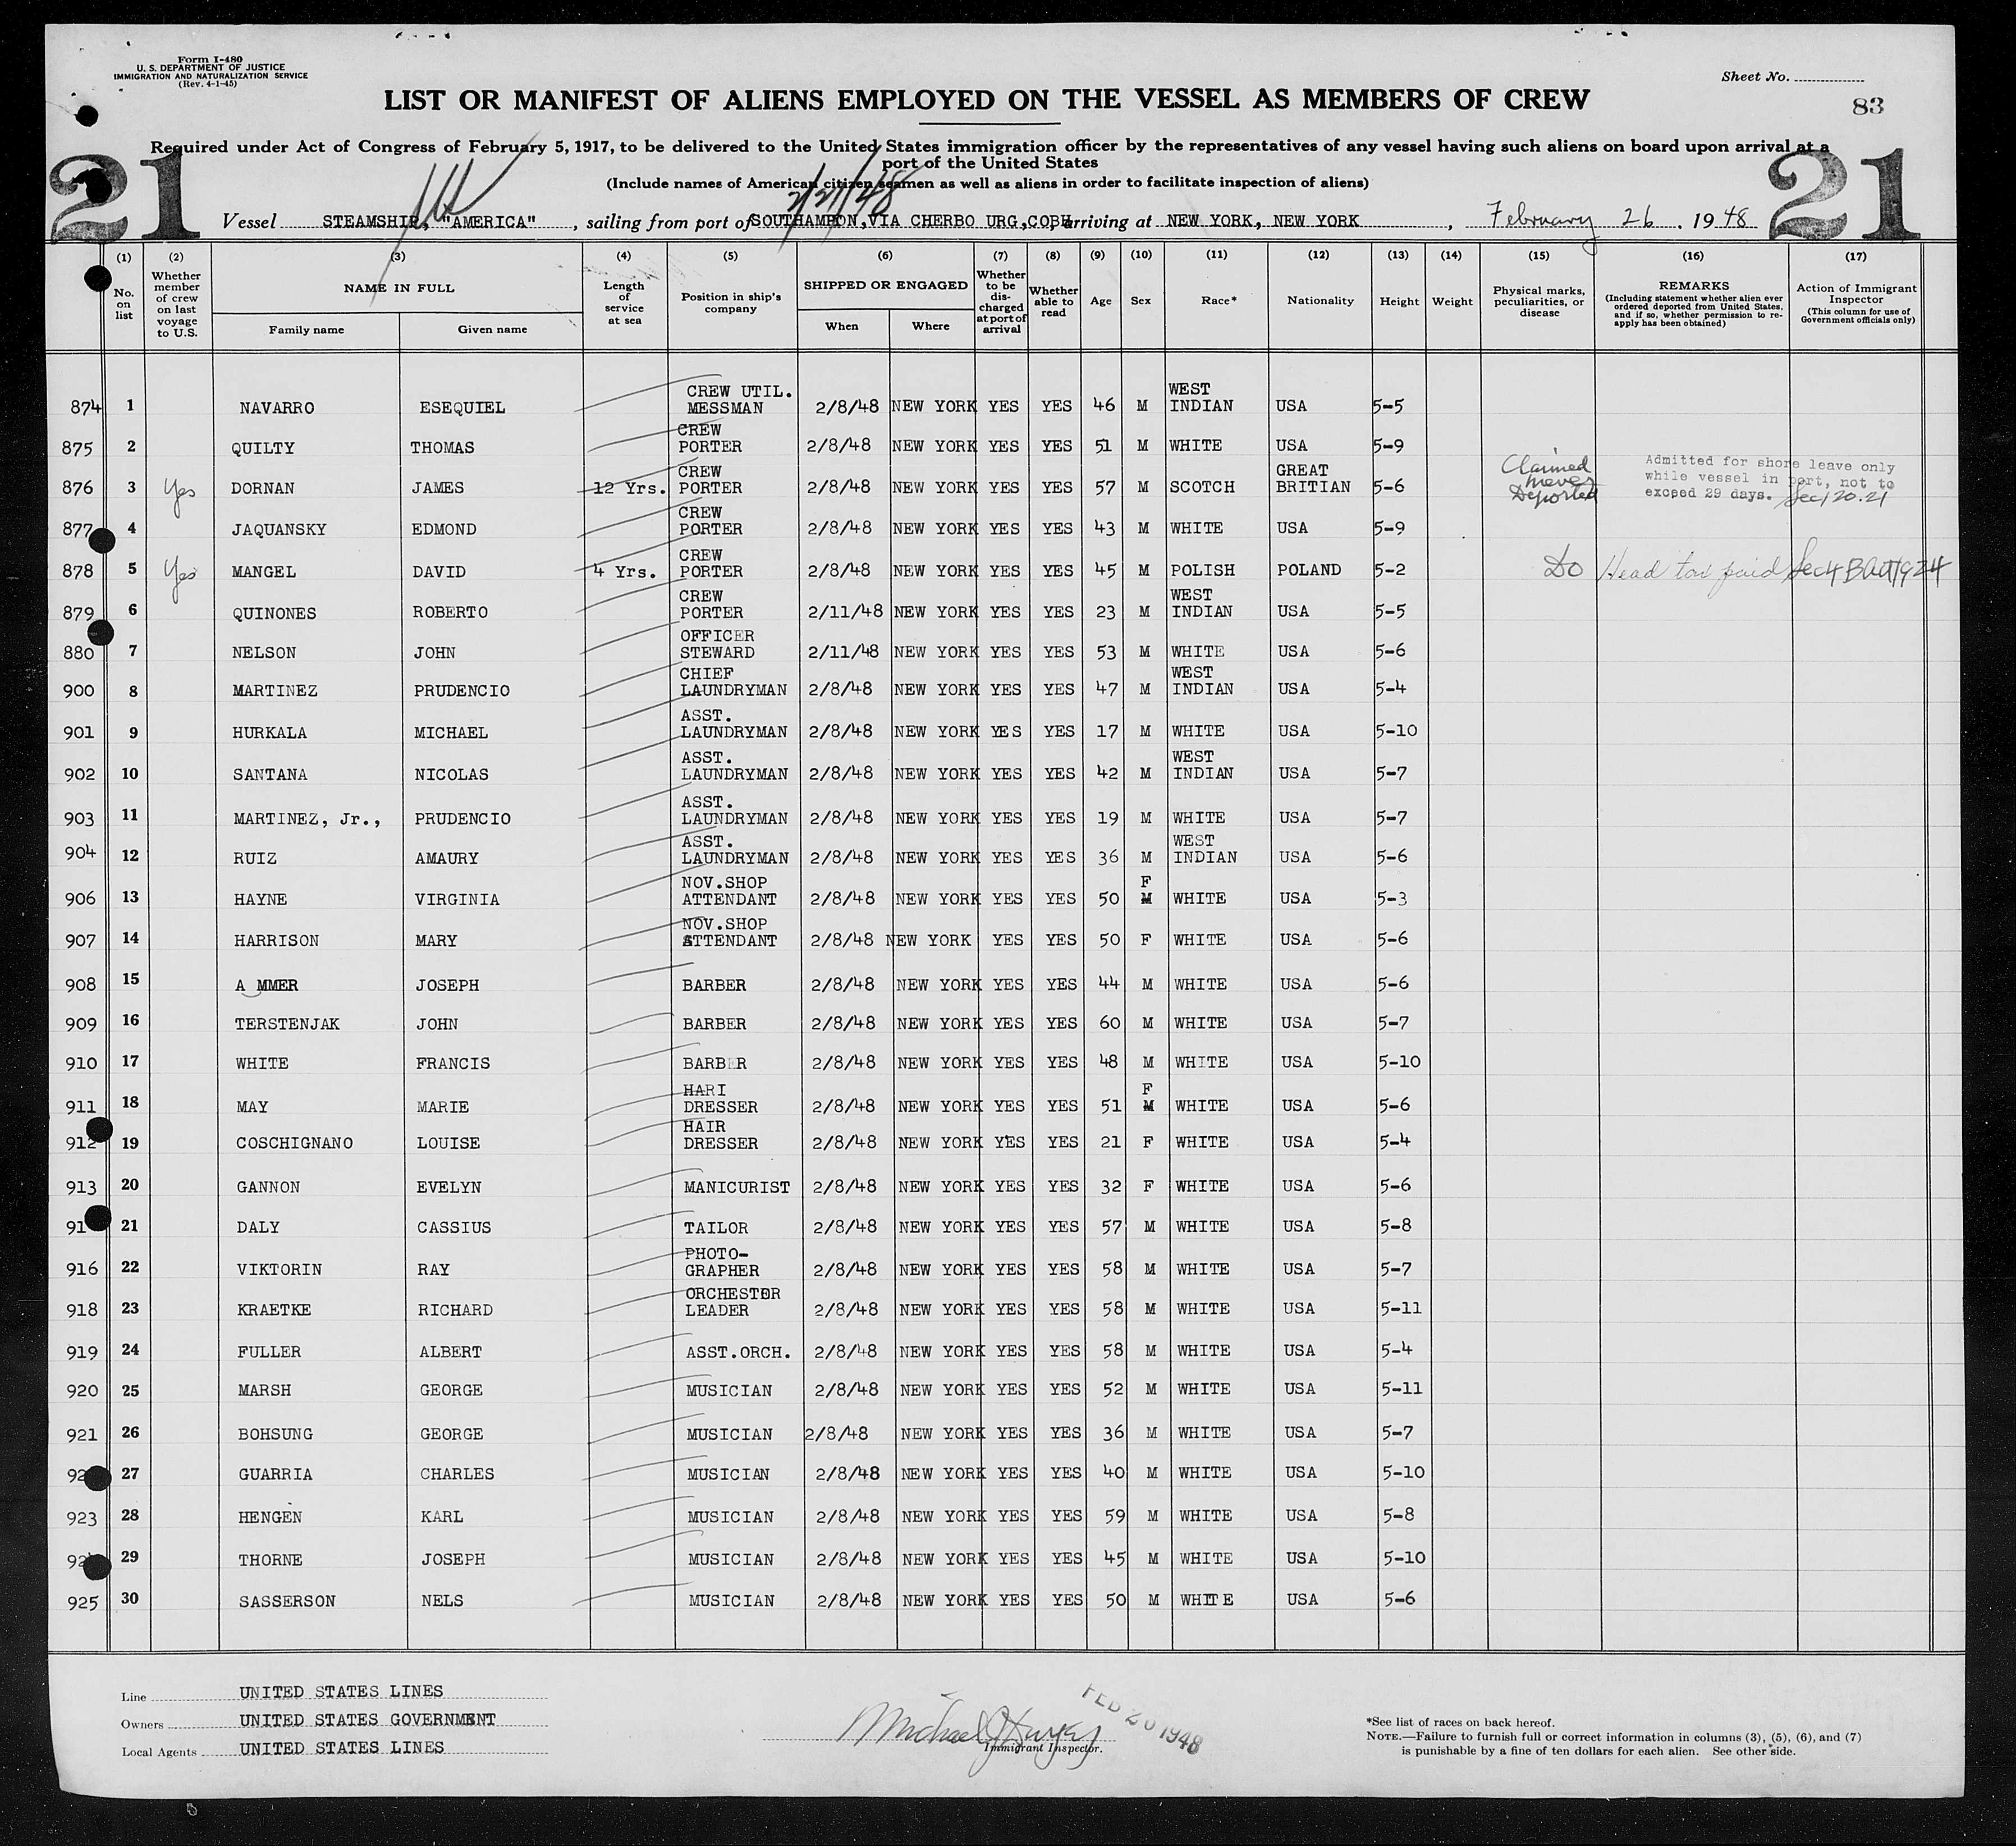 Form I-480
U. S. DEPARTMENT OF JUSTICE
IMMIGRATION AND NATURALIZATION SERVICE
(Rev. 4-1-45)
Sheet No.
LIST OR MANIFEST OF ALIENS EMPLOYED ON THE VESSEL AS MEMBERS OF CREW
83
21
21
Required under Act of Congress of February 5, 1917, to be delivered to the United States immigration officer by the representatives of any vessel having such aliens on board upon arrival at a
port of the United States
(Include names of American citizen seamen as well as aliens in order to facilitate inspection of aliens)
Vessel STEAMSHIP, "AMERICA", sailing from port of SOUTHAMPON,VIA CHERBO URG,COBH arriving at NEW YORK, NEW YORK, February 26, 1948
(1) (2) (3) (4) (5) (6) (7) (8) (9) (10) (11) (12) (13) (14) (15) (16) (17)
No. on list
Whether member of crew on last voyage to U.S.
NAME IN FULL
Family name
Given name
Length of service at sea
Position in ship's company
SHIPPED OR ENGAGED
When
Where
Whether to be discharged at port of arrival
Whether able to read
Age
Sex
Race*
Nationality
Height
Weight
Physical marks, peculiarities, or disease
REMARKS
(Including statement whether alien ever ordered deported from United States, and if so, whether permission to reapply has been obtained)
Action of Immigrant Inspector
(This column for use of Government officials only)
874 1 NAVARRO ESEQUIEL CREW UTIL. MESSMAN 2/8/48 NEW YORK YES YES 46 M WEST INDIAN USA 5-5
875 2 QUILTY THOMAS CREW PORTER 2/8/48 NEW YORK YES YES 51 M WHITE USA 5-9
876 3 Yes DORNAN JAMES 12 Yrs. CREW PORTER 2/8/48 NEW YORK YES YES 57 M SCOTCH GREAT BRITIAN 5-6 Claimed never Deported Admitted for shore leave only while vessel in port, not to exceed 29 days. Sec 120.21
877 4 JAQUANSKY EDMOND CREW PORTER 2/8/48 NEW YORK YES YES 43 M WHITE USA 5-9
878 5 Yes MANGEL DAVID 4 Yrs. CREW PORTER 2/8/48 NEW YORK YES YES 45 M POLISH POLAND 5-2 Do Head tax paid Sec 4 B Act 1924
879 6 QUINONES ROBERTO CREW PORTER 2/11/48 NEW YORK YES YES 23 M WEST INDIAN USA 5-5
880 7 NELSON JOHN OFFICER STEWARD 2/11/48 NEW YORK YES YES 53 M WHITE USA 5-6
900 8 MARTINEZ PRUDENCIO CHIEF LAUNDRYMAN 2/8/48 NEW YORK YES YES 47 M WEST INDIAN USA 5-4
901 9 HURKALA MICHAEL ASST. LAUNDRYMAN 2/8/48 NEW YORK YES YES 17 M WHITE USA 5-10
902 10 SANTANA NICOLAS ASST. LAUNDRYMAN 2/8/48 NEW YORK YES YES 42 M WEST INDIAN USA 5-7
903 11 MARTINEZ, Jr., PRUDENCIO ASST. LAUNDRYMAN 2/8/48 NEW YORK YES YES 19 M WHITE USA 5-7
904 12 RUIZ AMAURY ASST. LAUNDRYMAN 2/8/48 NEW YORK YES YES 36 M WEST INDIAN USA 5-6
906 13 HAYNE VIRGINIA NOV.SHOP ATTENDANT 2/8/48 NEW YORK YES YES 50 F M WHITE USA 5-3
907 14 HARRISON MARY NOV.SHOP ATTENDANT 2/8/48 NEW YORK YES YES 50 F WHITE USA 5-6
908 15 A MMER JOSEPH BARBER 2/8/48 NEW YORK YES YES 44 M WHITE USA 5-6
909 16 TERSTENJAK JOHN BARBER 2/8/48 NEW YORK YES YES 60 M WHITE USA 5-7
910 17 WHITE FRANCIS BARBER 2/8/48 NEW YORK YES YES 48 M WHITE USA 5-10
911 18 MAY MARIE HARI DRESSER 2/8/48 NEW YORK YES YES 51 F M WHITE USA 5-6
912 19 COSCHIGNANO LOUISE HAIR DRESSER 2/8/48 NEW YORK YES YES 21 F WHITE USA 5-4
913 20 GANNON EVELYN MANICURIST 2/8/48 NEW YORK YES YES 32 F WHITE USA 5-6
91 21 DALY CASSIUS TAILOR 2/8/48 NEW YORK YES YES 57 M WHITE USA 5-8
916 22 VIKTORIN RAY PHOTO-GRAPHER 2/8/48 NEW YORK YES YES 58 M WHITE USA 5-7
918 23 KRAETKE RICHARD ORCHESTOR LEADER 2/8/48 NEW YORK YES YES 58 M WHITE USA 5-11
919 24 FULLER ALBERT ASST.ORCH. 2/8/48 NEW YORK YES YES 58 M WHITE USA 5-4
920 25 MARSH GEORGE MUSICIAN 2/8/48 NEW YORK YES YES 52 M WHITE USA 5-11
921 26 BOHSUNG GEORGE MUSICIAN 2/8/48 NEW YORK YES YES 36 M WHITE USA 5-7
92 27 GUARRIA CHARLES MUSICIAN 2/8/48 NEW YORK YES YES 40 M WHITE USA 5-10
923 28 HENGEN KARL MUSICIAN 2/8/48 NEW YORK YES YES 59 M WHITE USA 5-8
92 29 THORNE JOSEPH MUSICIAN 2/8/48 NEW YORK YES YES 45 M WHITE USA 5-10
925 30 SASSERSON NELS MUSICIAN 2/8/48 NEW YORK YES YES 50 M WHITE USA 5-6
Line UNITED STATES LINES
Owners UNITED STATES GOVERNMENT
Local Agents UNITED STATES LINES
Michael J Dwyer
Immigrant Inspector.
FEB 26 1948
*See list of races on back hereof.
NOTE.—Failure to furnish full or correct information in columns (3), (5), (6), and (7)
is punishable by a fine of ten dollars for each alien. See other side.